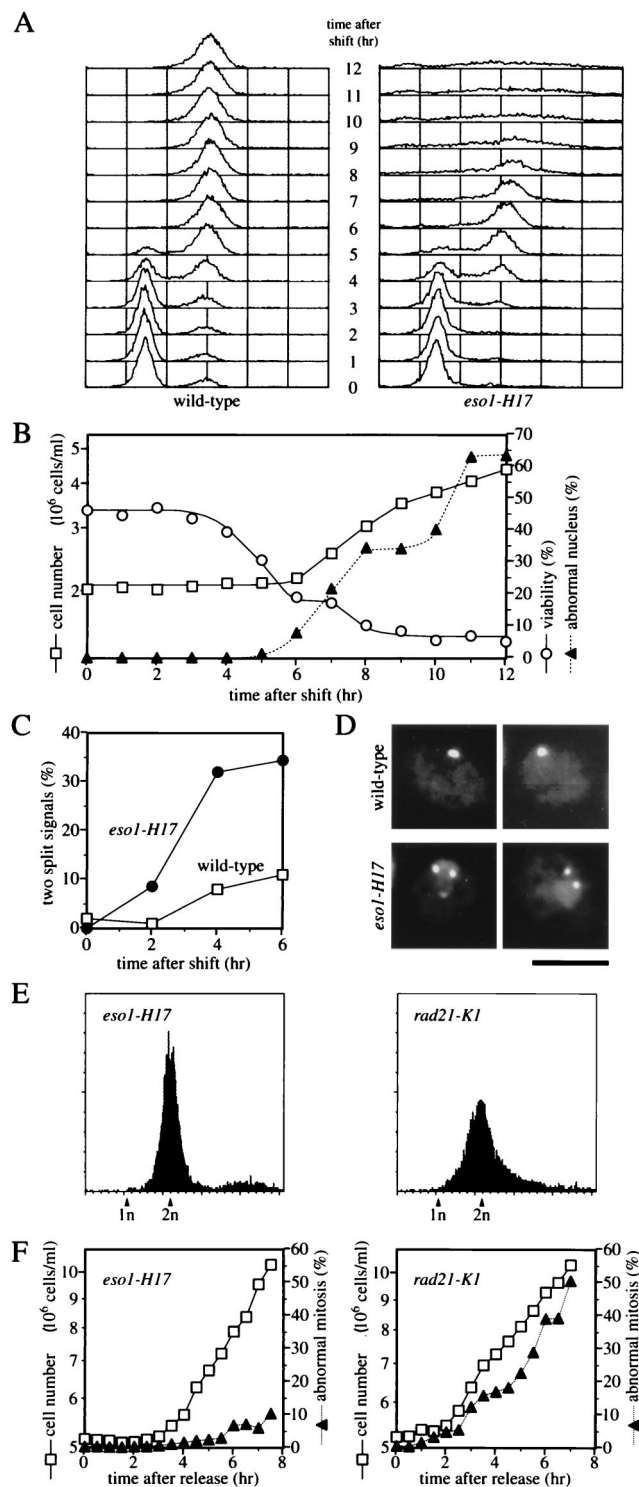 A
time after
shift (hr)
12
11
10
9
8
7
6
5
4
3
2
1
0
wild-type
eso1-H17
B
cell number (10⁶ cells/ml)
5
4
3
2
70
60
50
40
30
20
10
0
viability (%)
abnormal nucleus (%)
0 2 4 6 8 10 12
time after shift (hr)
C
two split signals (%)
40
30
20
10
0
eso1-H17
wild-type
0 2 4 6
time after shift (hr)
D
wild-type
eso1-H17
E
eso1-H17
1n 2n
rad21-K1
1n 2n
F
eso1-H17
cell number (10⁶ cells/ml)
10
9
8
7
6
5
60
50
40
30
20
10
0
abnormal mitosis (%)
0 2 4 6 8
time after release (hr)
rad21-K1
cell number (10⁶ cells/ml)
10
9
8
7
6
5
60
50
40
30
20
10
0
abnormal mitosis (%)
0 2 4 6 8
time after release (hr)